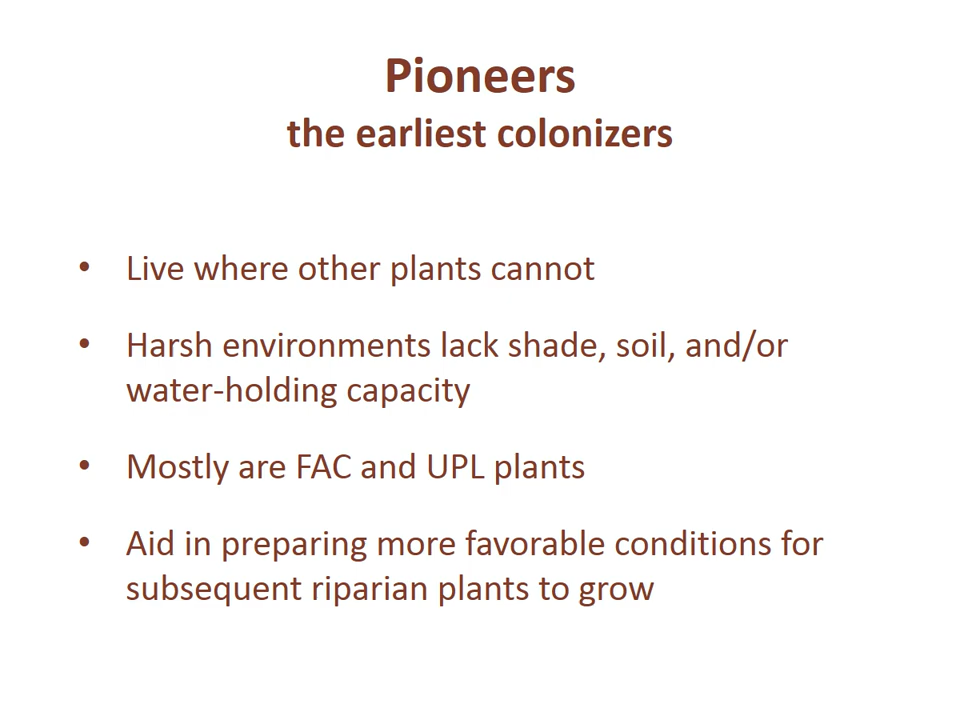 Pioneers
the earliest colonizers
• Live where other plants cannot
• Harsh environments lack shade, soil, and/or
water-holding capacity
• Mostly are FAC and UPL plants
• Aid in preparing more favorable conditions for
subsequent riparian plants to grow